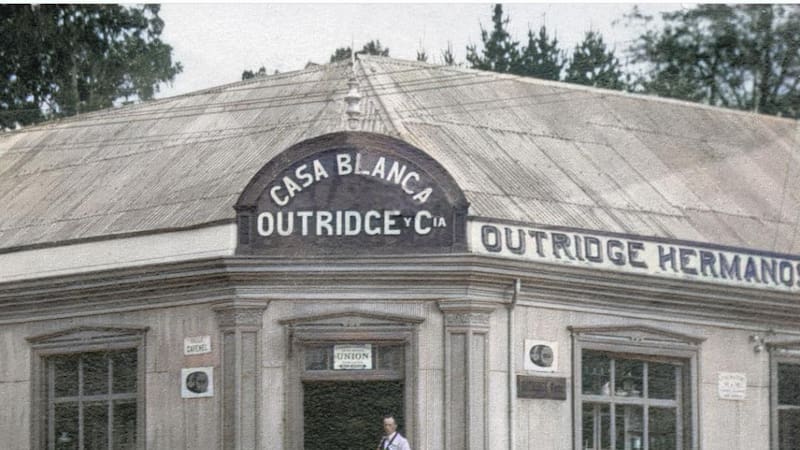 CASA BLANCA
OUTRIDGE Y CIA
OUTRIDGE HERMANOS
UNION